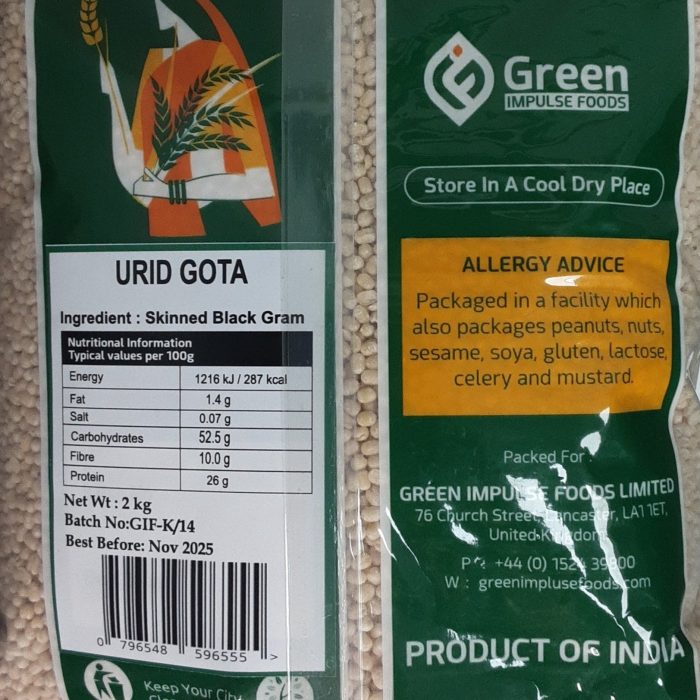 URID GOTA
Ingredient : Skinned Black Gram
Nutritional Information
Typical values per 100g
Energy 1216 kJ / 287 kcal
Fat 1.4 g
Salt 0.07 g
Carbohydrates 52.5 g
Fibre 10.0 g
Protein 26 g
Net Wt : 2 kg
Batch No:GIF-K/14
Best Before: Nov 2025
0 796548 596555 >
Keep Your City
Green
IMPULSE FOODS
Store In A Cool Dry Place
ALLERGY ADVICE
Packaged in a facility which
also packages peanuts, nuts,
sesame, soya, gluten, lactose,
celery and mustard.
Packed For
GREEN IMPULSE FOODS LIMITED
76 Church Street, Lancaster, LA1 1ET,
United Kingdom
+44 (0) 1524
W : greenimplusefoods.com
PRODUCT OF INDIA